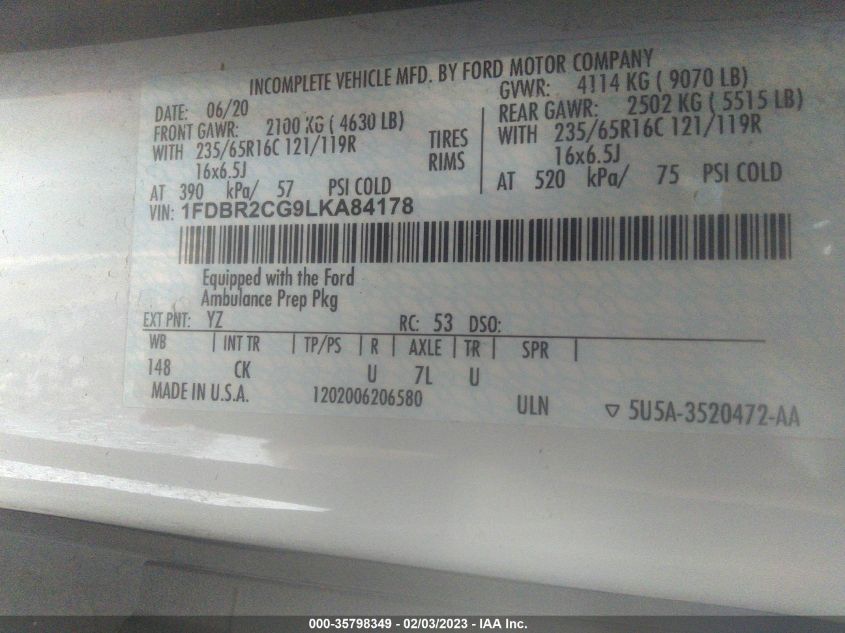 INCOMPLETE VEHICLE MFD. BY FORD MOTOR COMPANY
DATE: 06/20 GVWR: 4114 KG ( 9070 LB)
FRONT GAWR: 2100 KG ( 4630 LB) REAR GAWR: 2502 KG ( 5515 LB)
WITH 235/65R16C 121/119R TIRES WITH 235/65R16C 121/119R
16x6.5J RIMS 16x6.5J
AT 390 kPa/ 57 PSI COLD AT 520 kPa/ 75 PSI COLD
VIN: 1FDBR2CG9LKA84178
Equipped with the Ford
Ambulance Prep Pkg
EXT PNT: YZ RC: 53 DSO:
WB | INT TR | TP/PS | R | AXLE | TR | SPR |
148 CK U 7L U
MADE IN U.S.A. 1202006206580 ULN ▽ 5U5A-3520472-AA
000-35798349 - 02/03/2023 - IAA Inc.